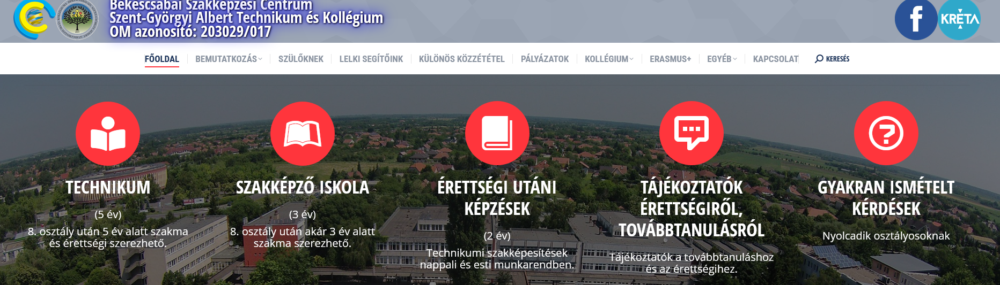 Békéscsabai Szakképzési Centrum
Szent-Györgyi Albert Technikum és Kollégium
OM azonosító: 203029/017
f
KRÉTA
FŐOLDAL
BEMUTATKOZÁS
SZÜLŐKNEK
LELKI SEGÍTŐINK
KÜLÖNÖS KÖZZÉTÉTEL
PÁLYÁZATOK
KOLLÉGIUM
ERASMUS+
EGYÉB
KAPCSOLAT
KERESÉS
TECHNIKUM
(5 év)
8. osztály után 5 év alatt szakma
és érettségi szerezhető.
SZAKKÉPZŐ ISKOLA
(3 év)
8. osztály után akár 3 év alatt
szakma szerezhető.
ÉRETTSÉGI UTÁNI
KÉPZÉSEK
(2 év)
Technikumi szakképesítések
nappali és esti munkarendben.
TÁJÉKOZTATÓK
ÉRETTSÉGIRŐL,
TOVÁBBTANULÁSRÓL
Tájékoztatók a továbbtanuláshoz
és az érettségihez.
GYAKRAN ISMÉTELT
KÉRDÉSEK
Nyolcadik osztályosoknak